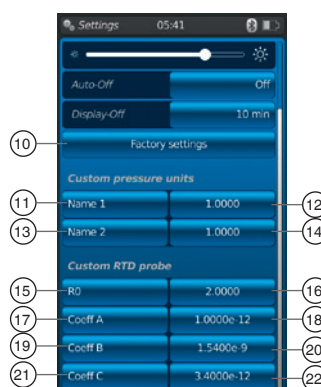 Settings 05:41
Auto-Off Off
Display-Off 10 min
10 Factory settings
Custom pressure units
11 Name 1 1.0000 12
13 Name 2 1.0000 14
Custom RTD probe
15 R0 2.0000 16
17 Coeff A 1.0000e-12 18
19 Coeff B 1.5400e-9 20
21 Coeff C 3.4000e-12 22